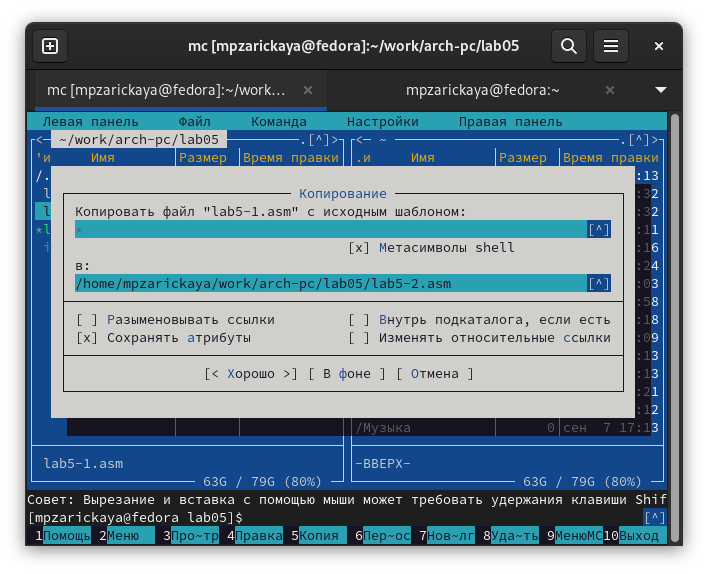 mc [mpzarickaya@fedora]:~/work/arch-pc/lab05
mc [mpzarickaya@fedora]:~/work… × mpzarickaya@fedora:~ ×
Левая панель Файл Команда Настройки Правая панель
<─ ~/work/arch-pc/lab05 .[^]> <─ ~ .[^]>
'и Имя Размер Время правки .и Имя Размер Время правки
/. :13
Копирование
Копировать файл "lab5-1.asm" с исходным шаблоном:
* [^]
[x] Метасимволы shell
в:
/home/mpzarickaya/work/arch-pc/lab05/lab5-2.asm [^]
[ ] Разыменовывать ссылки [ ] Внутрь подкаталога, если есть
[x] Сохранять атрибуты [ ] Изменять относительные ссылки
[< Хорошо >] [ В фоне ] [ Отмена ]
/Музыка 0 сен 7 17:13
lab5-1.asm -ВВЕРХ-
63G / 79G (80%) 63G / 79G (80%)
Совет: Вырезание и вставка с помощью мыши может требовать удержания клавиши Shif
[mpzarickaya@fedora lab05]$ [^]
1Помощь 2Меню 3Про~тр 4Правка 5Копия 6Пер~ос 7Нов~лг 8Уда~ть 9МенюMC 10Выход